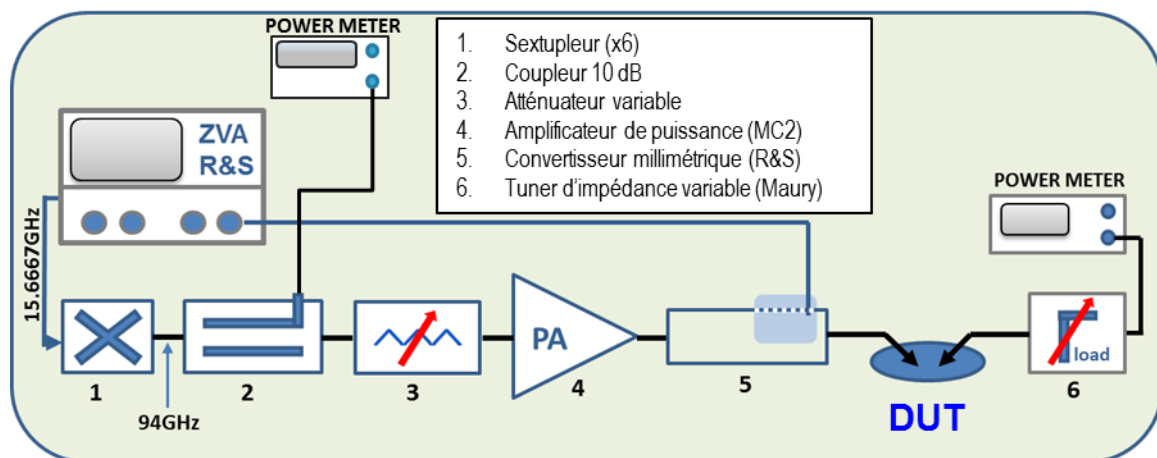 POWER METER
1. Sextupleur (x6)
2. Coupleur 10 dB
3. Atténuateur variable
4. Amplificateur de puissance (MC2)
5. Convertisseur millimétrique (R&S)
6. Tuner d'impédance variable (Maury)
ZVA
R&S
POWER METER
15.6667GHz
PA
load
1
2
3
4
5
6
94GHz
DUT